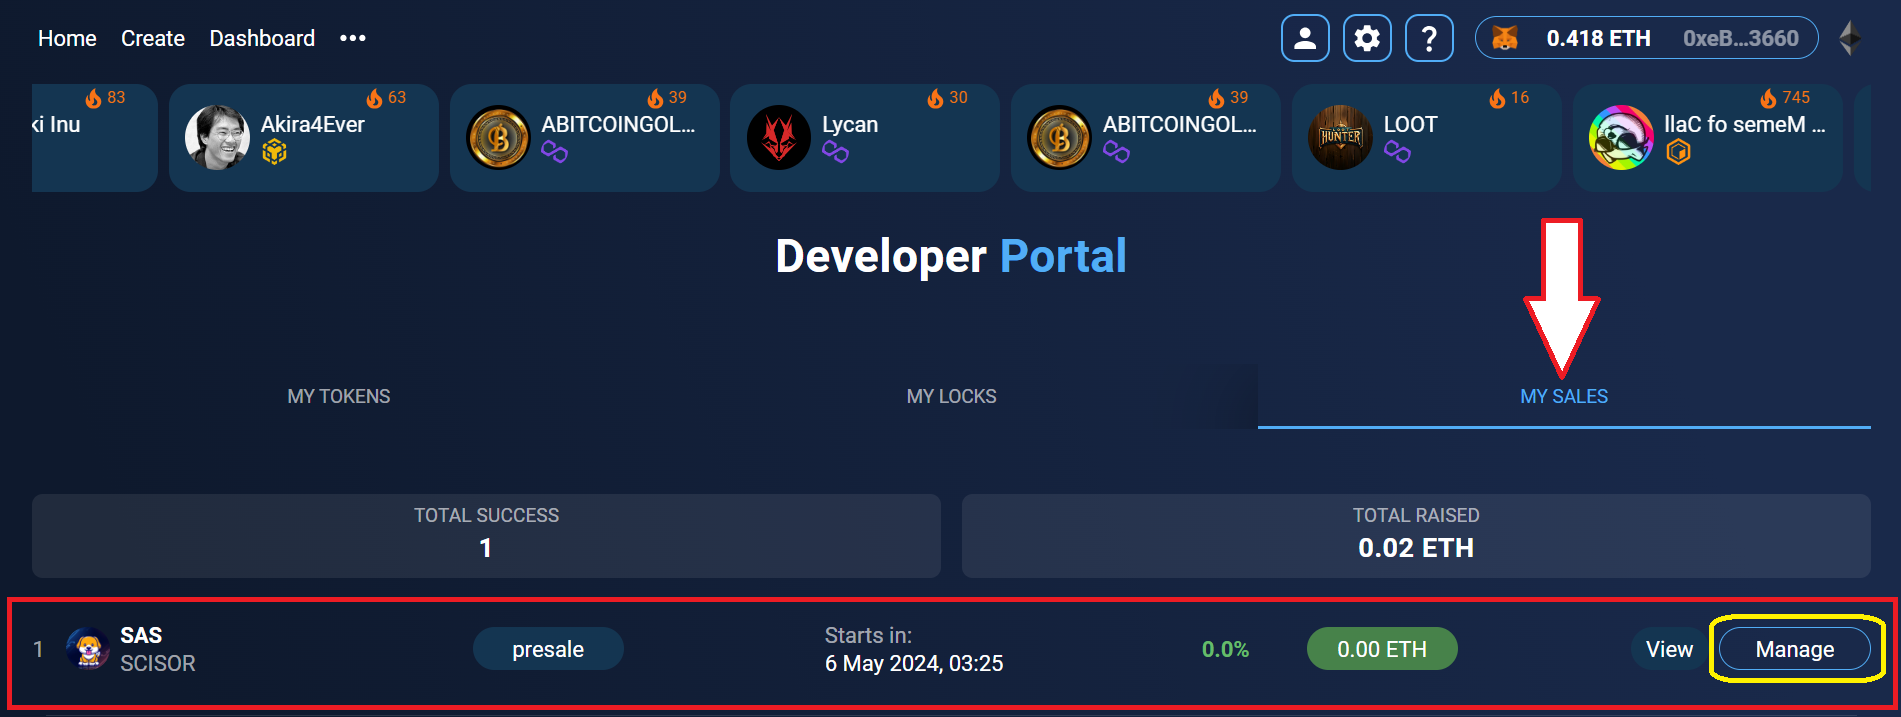 Home Create Dashboard •••
0.418 ETH 0xeB...3660
83
ki Inu
63
Akira4Ever
39
ABITCOINGOL...
30
Lycan
39
ABITCOINGOL...
16
LOOT
LOOT
HUNTER
745
llaC fo semeM ...
Developer Portal
MY TOKENS MY LOCKS MY SALES
TOTAL SUCCESS
1
TOTAL RAISED
0.02 ETH
1
SAS
SCISOR
presale
Starts in:
6 May 2024, 03:25
0.0%
0.00 ETH
View
Manage